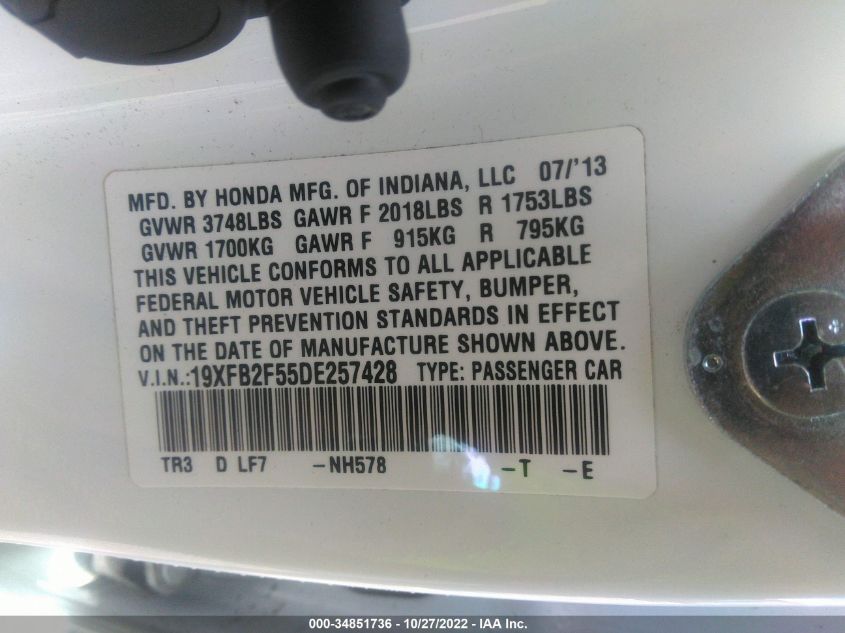 MFD. BY HONDA MFG. OF INDIANA, LLC 07/'13
GVWR 3748LBS GAWR F 2018LBS R 1753LBS
GVWR 1700KG GAWR F 915KG R 795KG
THIS VEHICLE CONFORMS TO ALL APPLICABLE
FEDERAL MOTOR VEHICLE SAFETY, BUMPER,
AND THEFT PREVENTION STANDARDS IN EFFECT
ON THE DATE OF MANUFACTURE SHOWN ABOVE.
V.I.N.:19XFB2F55DE257428 TYPE: PASSENGER CAR
TR3 D LF7 -NH578 -T -E
000-34851736 - 10/27/2022 - IAA Inc.